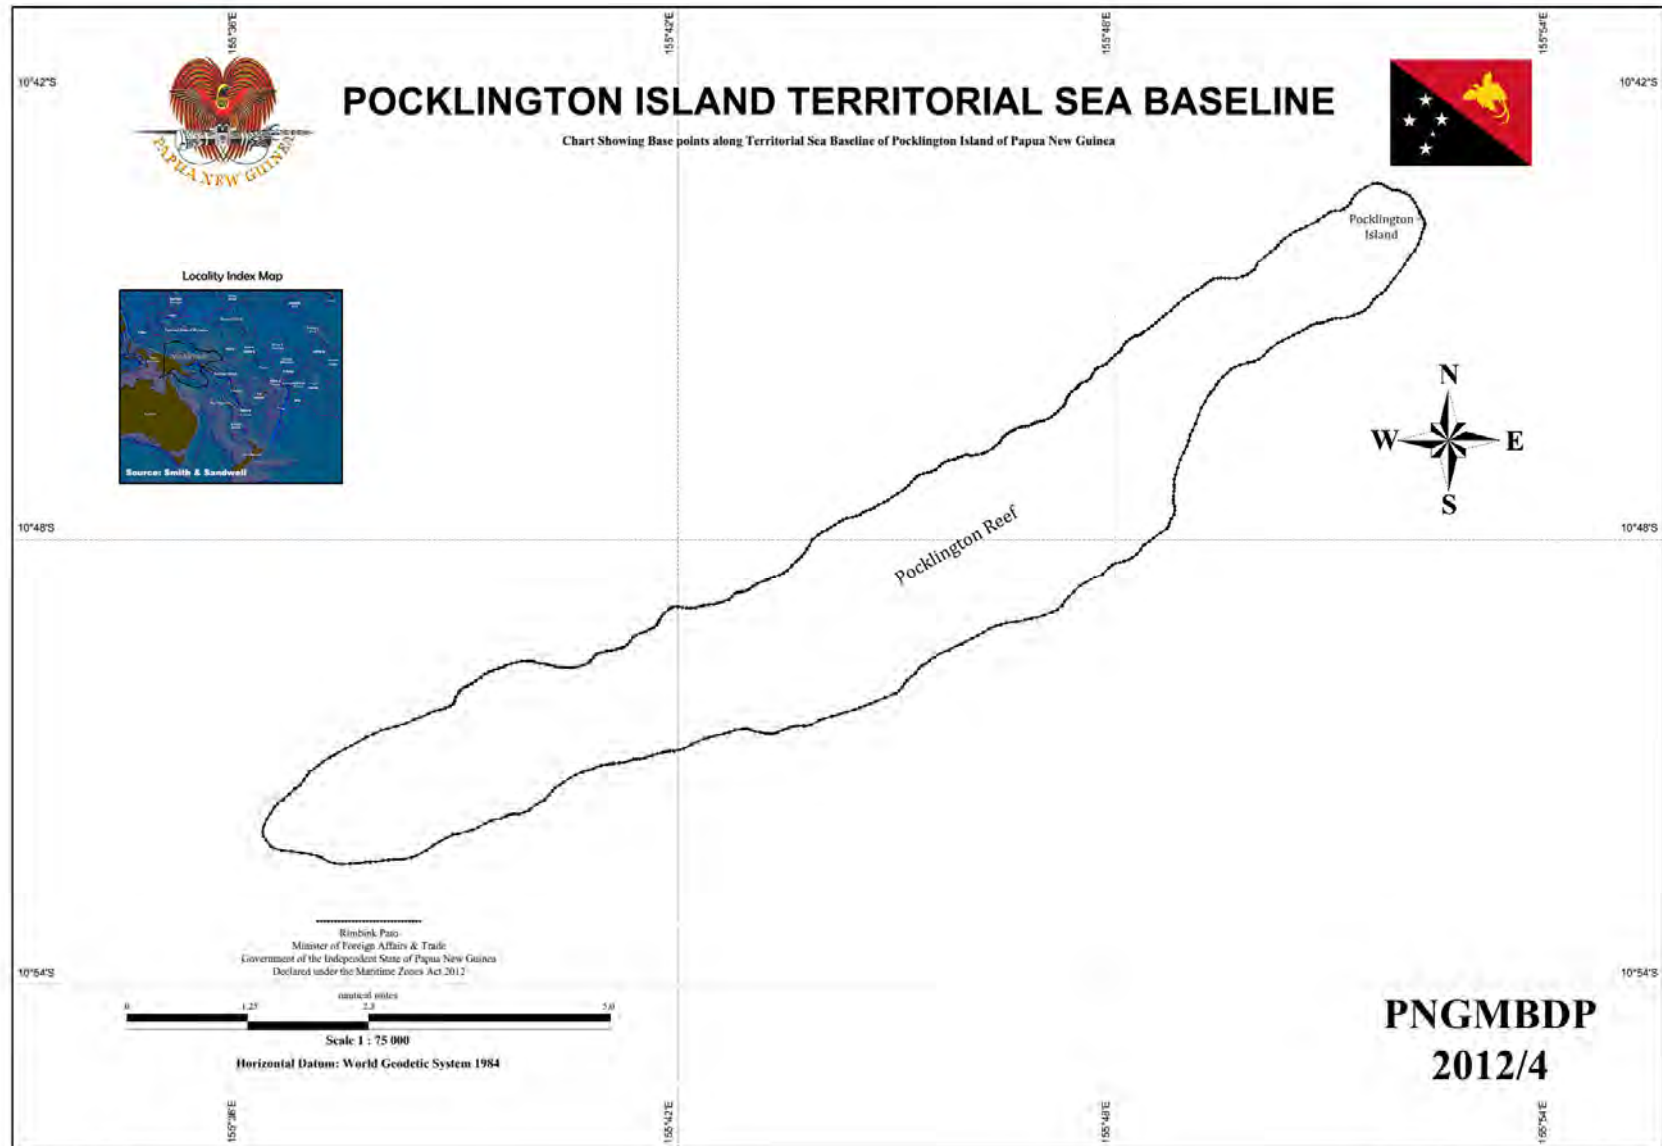 155°36'E
155°42'E
155°48'E
155°54'E
10°42'S
10°42'S
PAPUA NEW GUINEA
POCKLINGTON ISLAND TERRITORIAL SEA BASELINE
Chart Showing Base points along Territorial Sea Baseline of Pocklington Island of Papua New Guinea
Pocklington
Island
Locality Index Map
Source: Smith & Sandwell
N
W
E
S
10°48'S
10°48'S
Pocklington Reef
Rimbink Pato
Minister of Foreign Affairs & Trade
Government of the Independent State of Papua New Guinea
Declared under the Maritime Zones Act 2012
10°54'S
10°54'S
nautical miles
0 1.25 2.5 5.0
Scale 1 : 75 000
Horizontal Datum: World Geodetic System 1984
PNGMBDP
2012/4
155°36'E
155°42'E
155°48'E
155°54'E